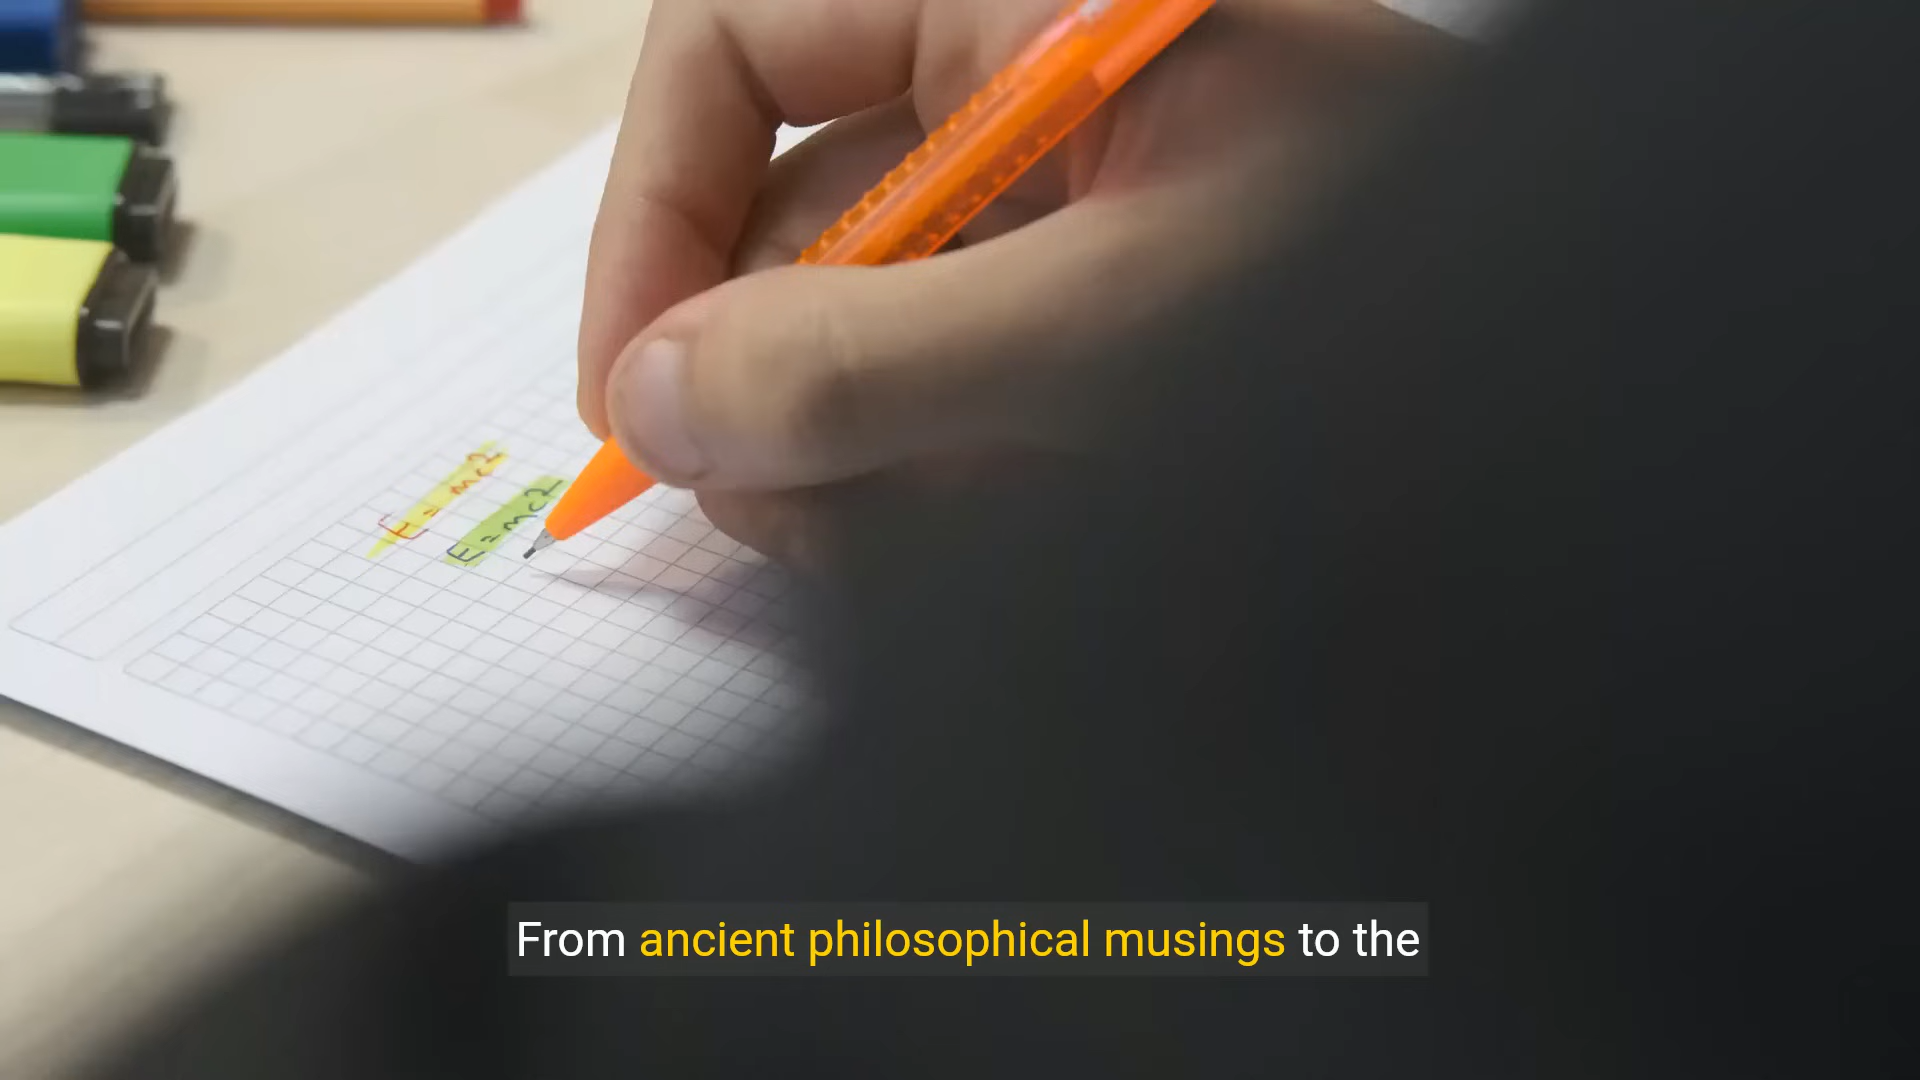 E = mc2
E = mc2
From ancient philosophical musings to the